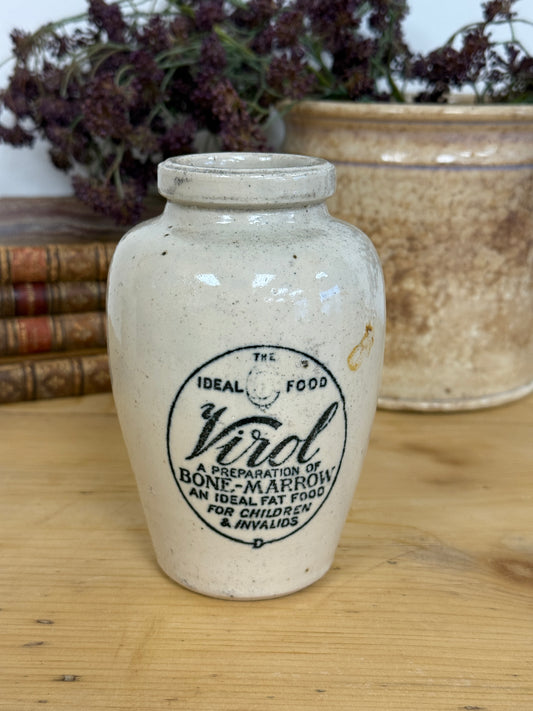 THE
IDEAL FOOD
Virol
A PREPARATION OF
BONE-MARROW
AN IDEAL FAT FOOD
FOR CHILDREN
& INVALIDS
D